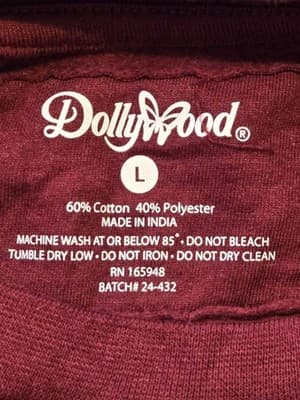 Dollywood®
L
60% Cotton 40% Polyester
MADE IN INDIA
MACHINE WASH AT OR BELOW 85° • DO NOT BLEACH
TUMBLE DRY LOW • DO NOT IRON • DO NOT DRY CLEAN
RN 165948
BATCH# 24-432